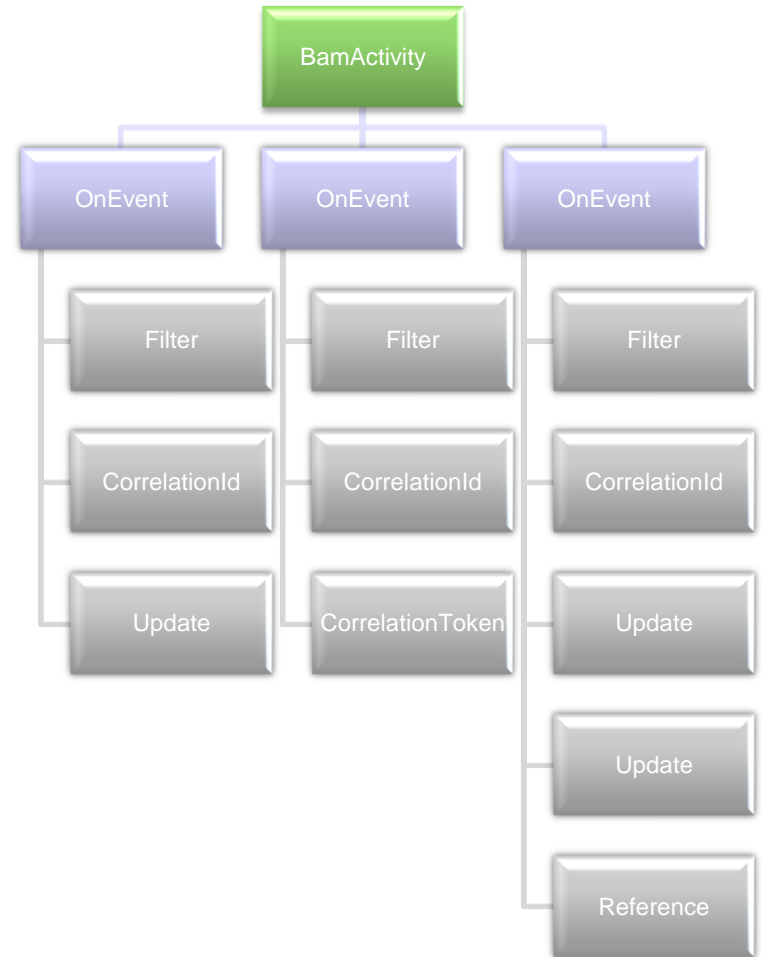 BamActivity
OnEvent
OnEvent
OnEvent
Filter
Filter
Filter
CorrelationId
CorrelationId
CorrelationId
Update
CorrelationToken
Update
Update
Reference